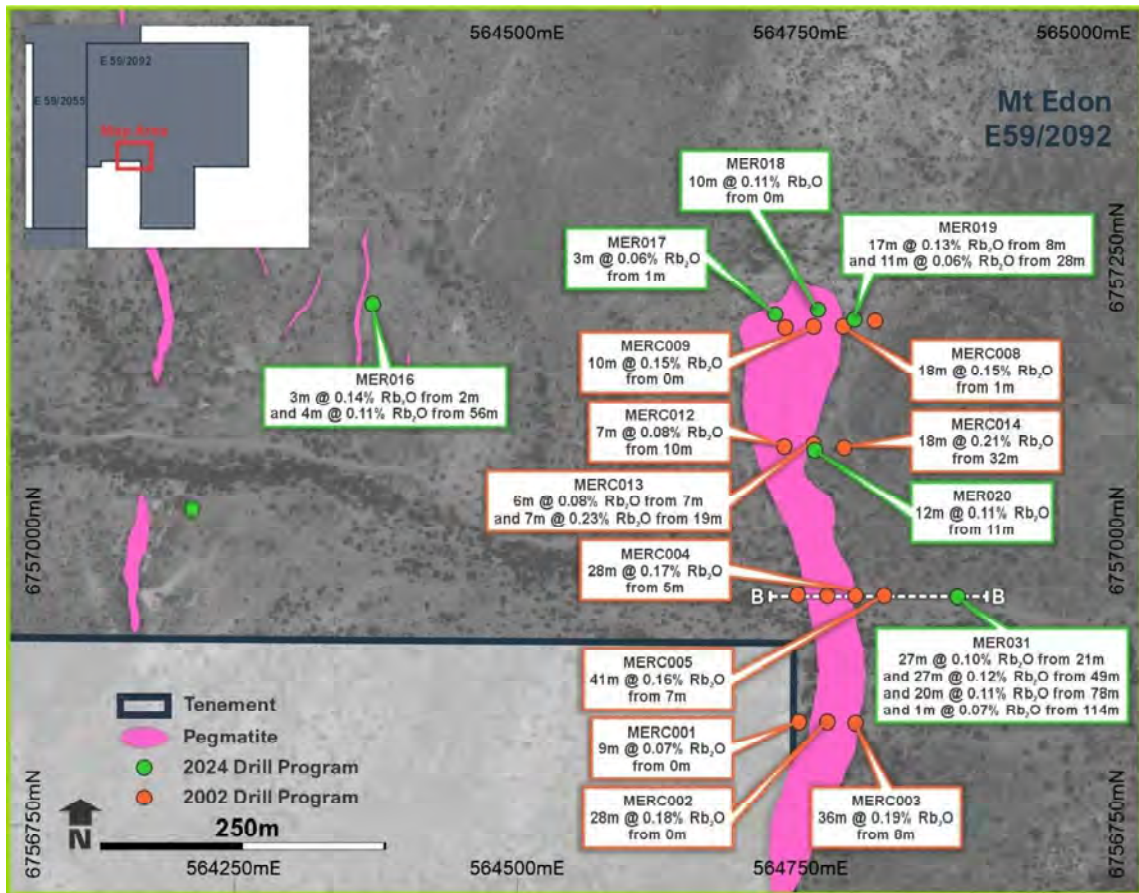 564500mE
564750mE
565000mE
E 59/2092
E 59/2055
Map Area
Mt Edon
E59/2092
MER018
10m @ 0.11% Rb₂O
from 0m
MER017
3m @ 0.06% Rb₂O
from 1m
MER019
17m @ 0.13% Rb₂O from 8m
and 11m @ 0.06% Rb₂O from 28m
6757250mN
MERC009
10m @ 0.15% Rb₂O
from 0m
MERC008
18m @ 0.15% Rb₂O
from 1m
MER016
3m @ 0.14% Rb₂O from 2m
and 4m @ 0.11% Rb₂O from 56m
MERC012
7m @ 0.08% Rb₂O
from 10m
MERC014
18m @ 0.21% Rb₂O
from 32m
MERC013
6m @ 0.08% Rb₂O from 7m
and 7m @ 0.23% Rb₂O from 19m
MER020
12m @ 0.11% Rb₂O
from 11m
6757000mN
6757000mN
MERC004
28m @ 0.17% Rb₂O
from 5m
B
B
MERC005
41m @ 0.16% Rb₂O
from 7m
MER031
27m @ 0.10% Rb₂O from 21m
and 27m @ 0.12% Rb₂O from 49m
and 20m @ 0.11% Rb₂O from 78m
and 1m @ 0.07% Rb₂O from 114m
MERC001
9m @ 0.07% Rb₂O
from 0m
MERC002
28m @ 0.18% Rb₂O
from 0m
MERC003
36m @ 0.19% Rb₂O
from 0m
Tenement
Pegmatite
2024 Drill Program
2002 Drill Program
N
250m
6756750mN
6756750mN
564250mE
564500mE
564750mE